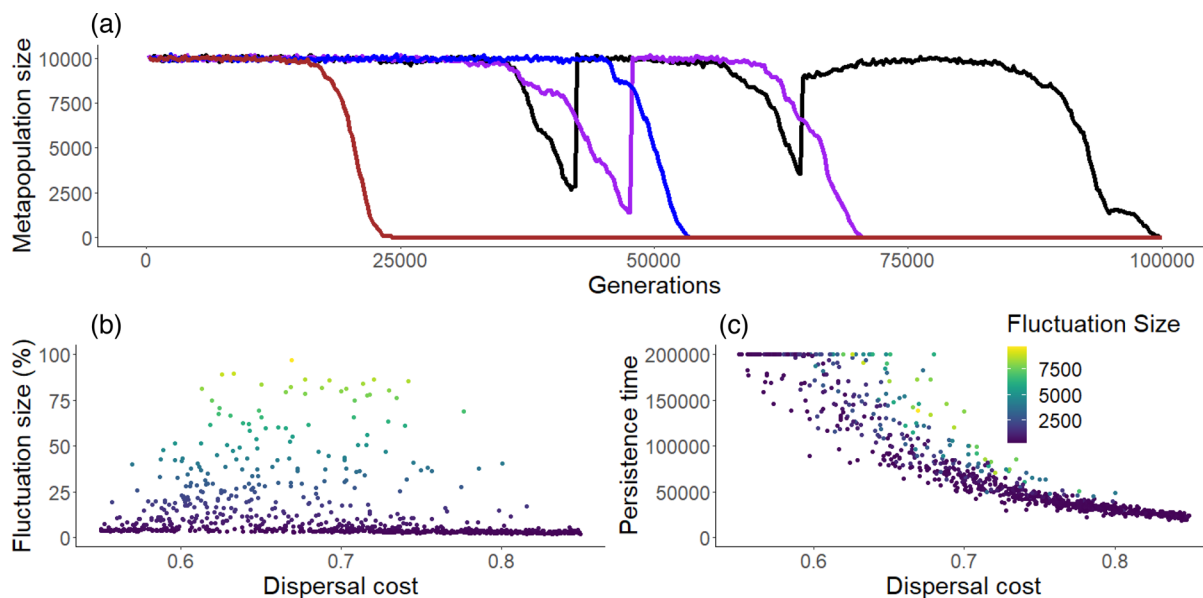 (a)
Metapopulation size
10000
7500
5000
2500
0
0 25000 50000 75000 100000
Generations
(b)
Fluctuation size (%)
100
75
50
25
0
0.6 0.7 0.8
Dispersal cost
(c)
Persistence time
200000
150000
100000
50000
0
0.6 0.7 0.8
Dispersal cost
Fluctuation Size
7500
5000
2500